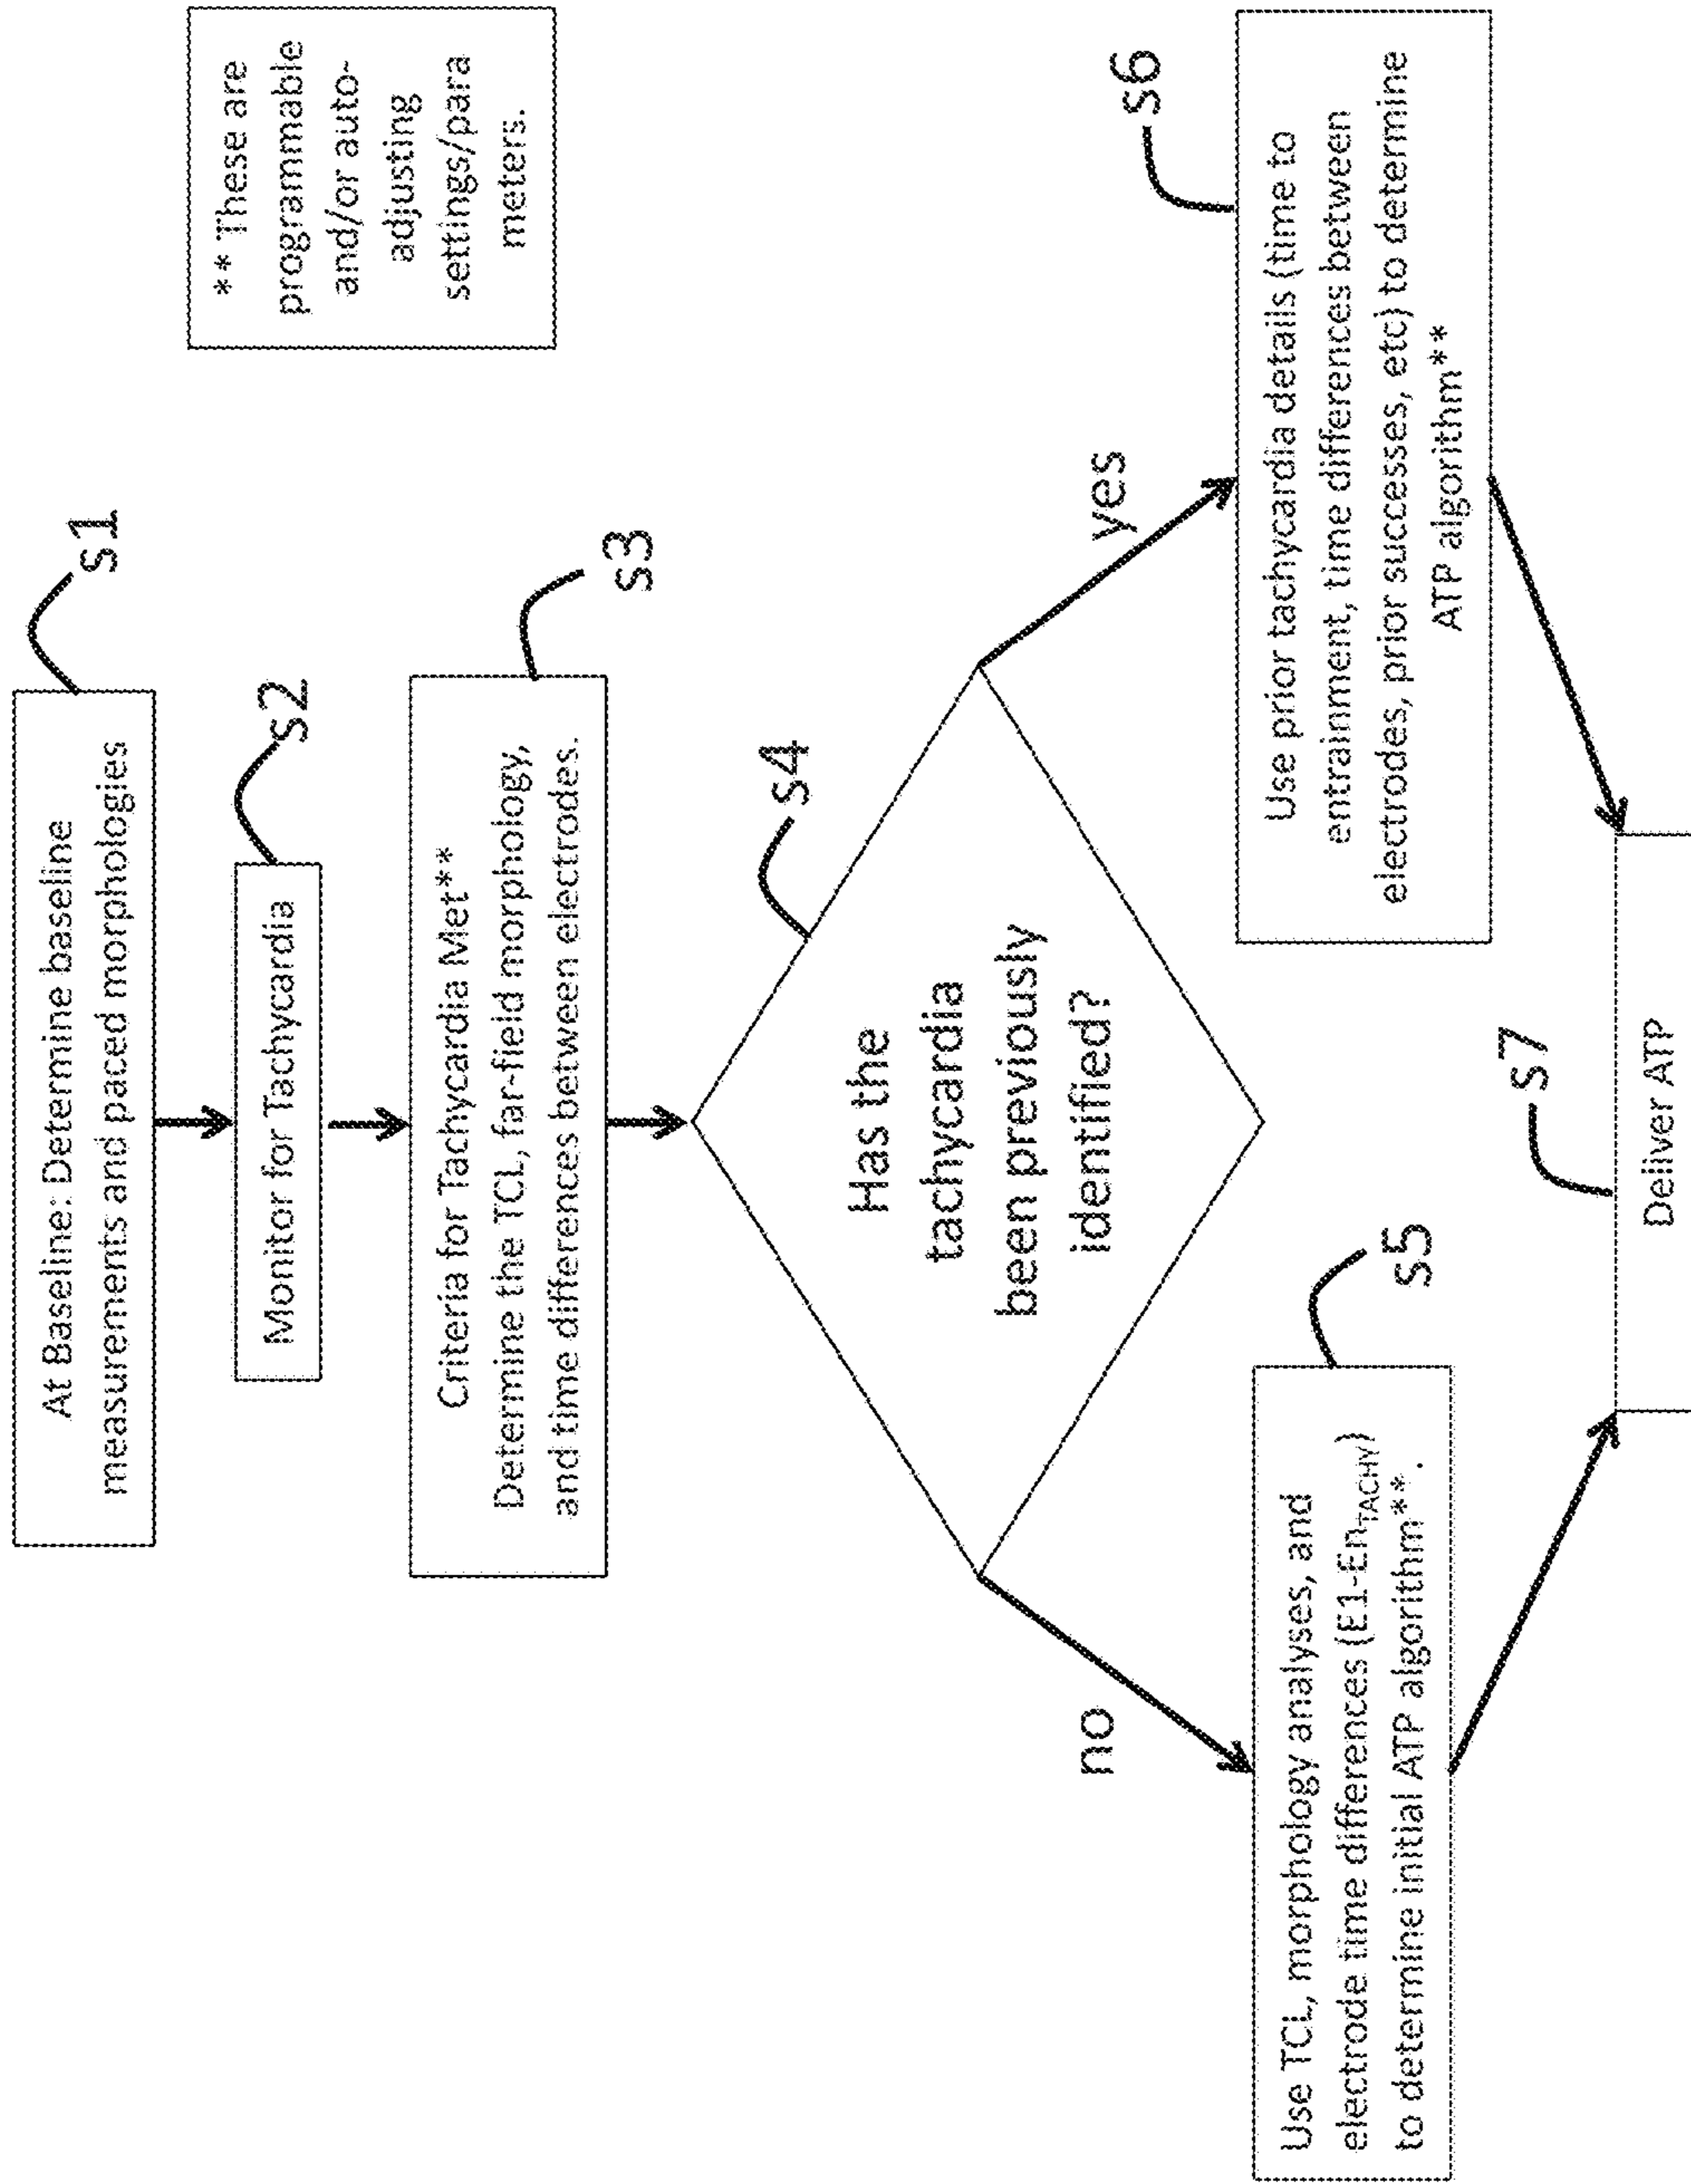 At Baseline: Determine baseline
measurements and paced morphologies
s1
** These are
programmable
and/or auto-
adjusting
settings/para
meters.
Monitor for Tachycardia
s2
Criteria for Tachycardia Met**
Determine the TCL, far-field morphology,
and time differences between electrodes.
s3
Has the
tachycardia
been previously
identified?
s4
no
yes
Use TCL, morphology analyses, and
electrode time differences (E1-En_TACHY)
to determine initial ATP algorithm**.
s5
Use prior tachycardia details (time to
entrainment, time differences between
electrodes, prior successes, etc) to determine
ATP algorithm**
s6
s7
Deliver ATP